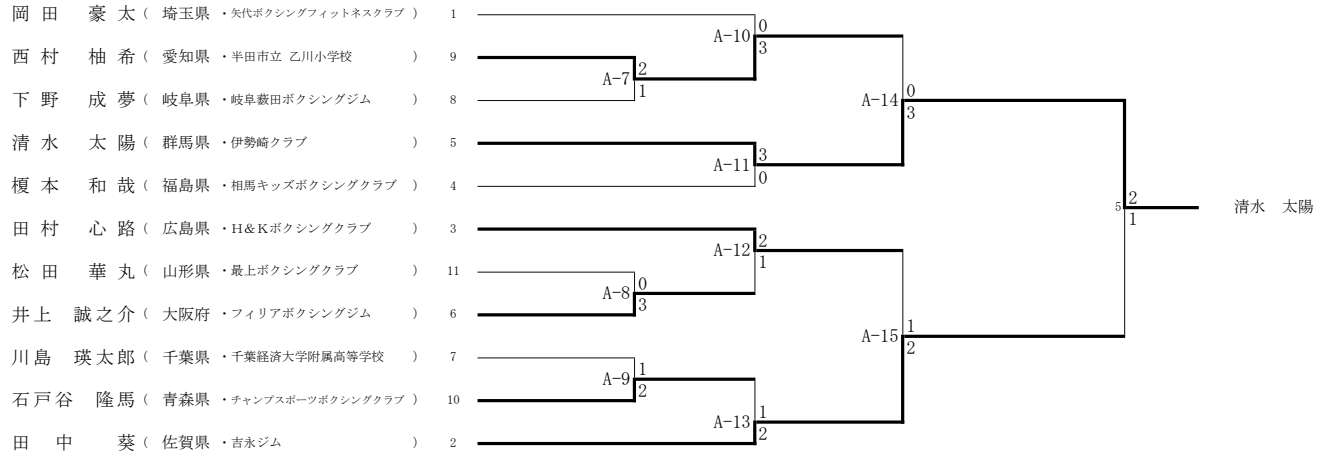 岡田 豪太( 埼玉県 ・矢代ボクシングフィットネスクラブ ) 1
西村 柚希( 愛知県 ・半田市立 乙川小学校 ) 9
下野 成夢( 岐阜県 ・岐阜薮田ボクシングジム ) 8
清水 太陽( 群馬県 ・伊勢崎クラブ ) 5
榎本 和哉( 福島県 ・相馬キッズボクシングクラブ ) 4
田村 心路( 広島県 ・H&Kボクシングクラブ ) 3
松田 華丸( 山形県 ・最上ボクシングクラブ ) 11
井上 誠之介( 大阪府 ・フィリアボクシングジム ) 6
川島 瑛太郎( 千葉県 ・千葉経済大学附属高等学校 ) 7
石戸谷 隆馬( 青森県 ・チャンプスポーツボクシングクラブ ) 10
田中 葵( 佐賀県 ・吉永ジム ) 2
A-7 2 1
A-8 0 3
A-9 1 2
A-10 0 3
A-11 3 0
A-12 2 1
A-13 1 2
A-14 0 3
A-15 1 2
5 2 1
清水 太陽